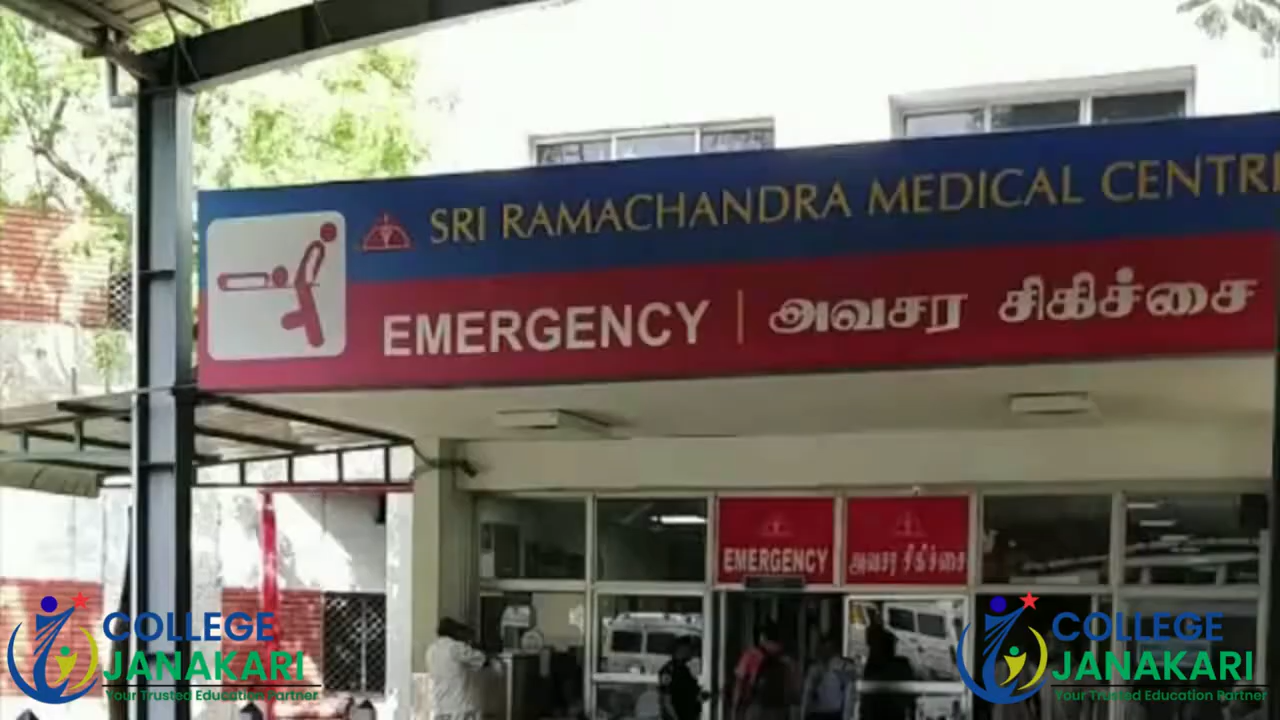 SRI RAMACHANDRA MEDICAL CENTRE
EMERGENCY | அவசர சிகிச்சை
EMERGENCY
அவசர சிகிச்சை
COLLEGE
JANAKARI
Your Trusted Education Partner
COLLEGE
JANAKARI
Your Trusted Education Partner